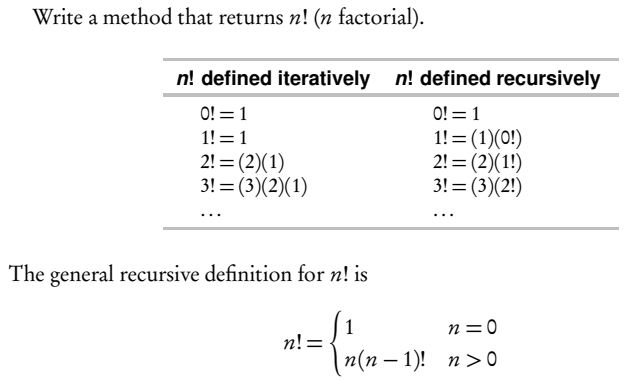 Write a method that returns n! (n factorial).
n! defined iteratively n! defined recursively
0! = 1 0! = 1
1! = 1 1! = (1)(0!)
2! = (2)(1) 2! = (2)(1!)
3! = (3)(2)(1) 3! = (3)(2!)
... ...
The general recursive definition for n! is
n! = { 1 n = 0
n(n − 1)! n > 0